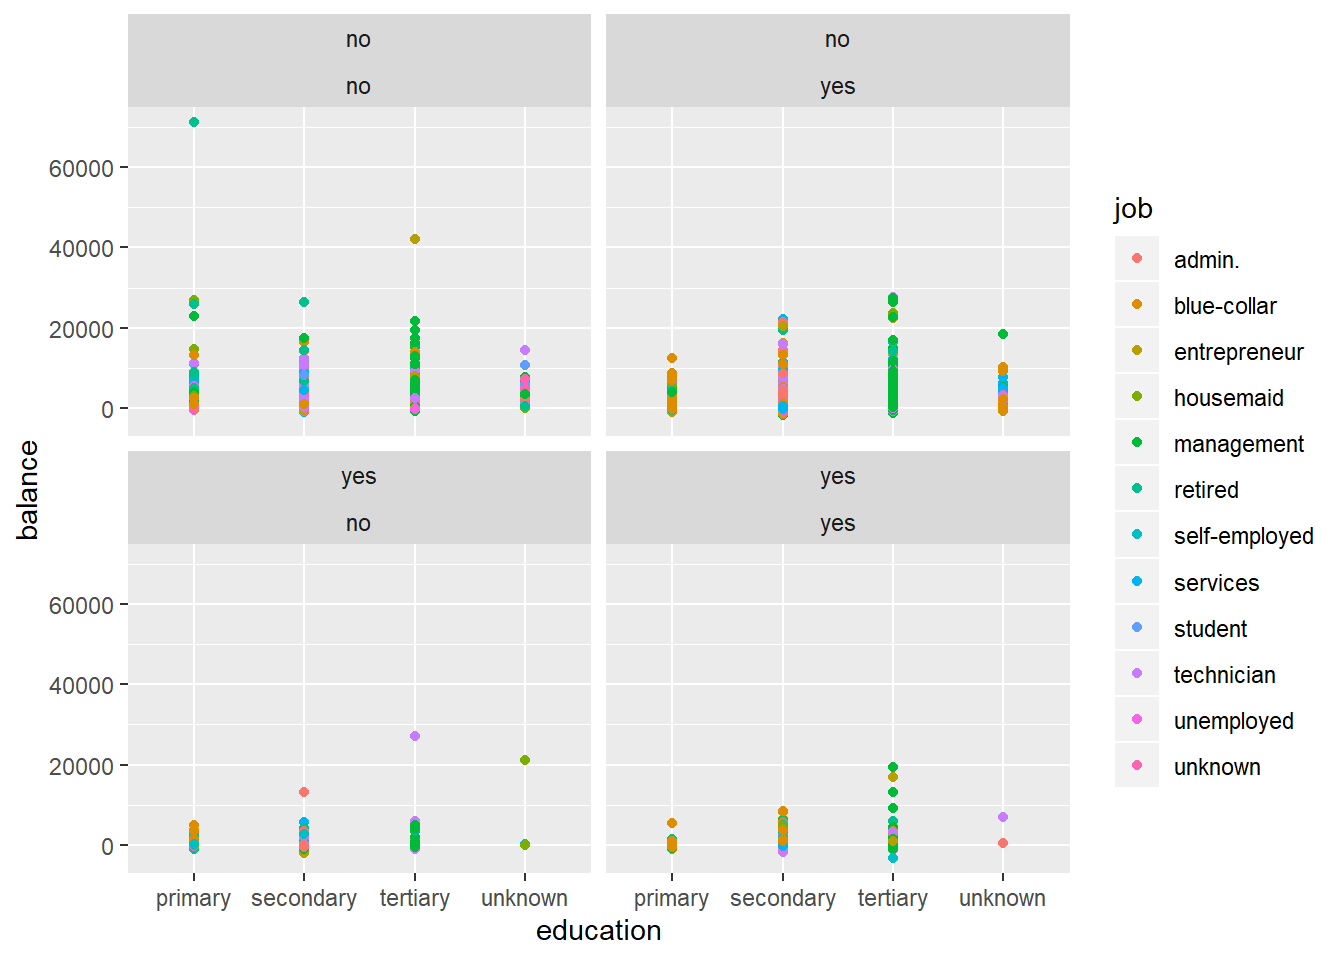 no
no
no
yes
60000
40000
20000
0
yes
no
yes
yes
60000
40000
20000
0
primary
secondary
tertiary
unknown
primary
secondary
tertiary
unknown
education
balance
job
admin.
blue-collar
entrepreneur
housemaid
management
retired
self-employed
services
student
technician
unemployed
unknown